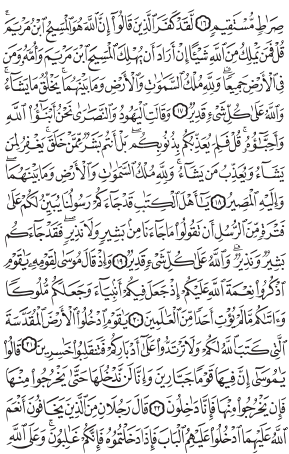 صِرَٰطٍ مُّسْتَقِيمٍ ١٦ لَّقَدْ كَفَرَ ٱلَّذِينَ قَالُوٓا۟ إِنَّ ٱللَّهَ هُوَ ٱلْمَسِيحُ ٱبْنُ مَرْيَمَ ۚ
قُلْ فَمَن يَمْلِكُ مِنَ ٱللَّهِ شَيْـًٔا إِنْ أَرَادَ أَن يُهْلِكَ ٱلْمَسِيحَ ٱبْنَ مَرْيَمَ وَأُمَّهُۥ وَمَن
فِى ٱلْأَرْضِ جَمِيعًا ۗ وَلِلَّهِ مُلْكُ ٱلسَّمَٰوَٰتِ وَٱلْأَرْضِ وَمَا بَيْنَهُمَا ۚ يَخْلُقُ مَا يَشَآءُ ۚ
وَٱللَّهُ عَلَىٰ كُلِّ شَىْءٍ قَدِيرٌ ١٧ وَقَالَتِ ٱلْيَهُودُ وَٱلنَّصَٰرَىٰ نَحْنُ أَبْنَٰٓؤُا۟ ٱللَّهِ
وَأَحِبَّٰٓؤُهُۥ ۚ قُلْ فَلِمَ يُعَذِّبُكُم بِذُنُوبِكُم ۖ بَلْ أَنتُم بَشَرٌ مِّمَّنْ خَلَقَ ۚ يَغْفِرُ لِمَن
يَشَآءُ وَيُعَذِّبُ مَن يَشَآءُ ۚ وَلِلَّهِ مُلْكُ ٱلسَّمَٰوَٰتِ وَٱلْأَرْضِ وَمَا بَيْنَهُمَا ۖ
وَإِلَيْهِ ٱلْمَصِيرُ ١٨ يَٰٓأَهْلَ ٱلْكِتَٰبِ قَدْ جَآءَكُمْ رَسُولُنَا يُبَيِّنُ لَكُمْ عَلَىٰ
فَتْرَةٍ مِّنَ ٱلرُّسُلِ أَن تَقُولُوا۟ مَا جَآءَنَا مِنۢ بَشِيرٍ وَلَا نَذِيرٍ ۖ فَقَدْ جَآءَكُم
بَشِيرٌ وَنَذِيرٌ ۗ وَٱللَّهُ عَلَىٰ كُلِّ شَىْءٍ قَدِيرٌ ١٩ وَإِذْ قَالَ مُوسَىٰ لِقَوْمِهِۦ يَٰقَوْمِ
ٱذْكُرُوا۟ نِعْمَةَ ٱللَّهِ عَلَيْكُمْ إِذْ جَعَلَ فِيكُمْ أَنۢبِيَآءَ وَجَعَلَكُم مُّلُوكًا
وَءَاتَىٰكُم مَّا لَمْ يُؤْتِ أَحَدًا مِّنَ ٱلْعَٰلَمِينَ ٢٠ يَٰقَوْمِ ٱدْخُلُوا۟ ٱلْأَرْضَ ٱلْمُقَدَّسَةَ
ٱلَّتِى كَتَبَ ٱللَّهُ لَكُمْ وَلَا تَرْتَدُّوا۟ عَلَىٰٓ أَدْبَارِكُمْ فَتَنقَلِبُوا۟ خَٰسِرِينَ ٢١ قَالُوا۟
يَٰمُوسَىٰٓ إِنَّ فِيهَا قَوْمًا جَبَّارِينَ وَإِنَّا لَن نَّدْخُلَهَا حَتَّىٰ يَخْرُجُوا۟ مِنْهَا
فَإِن يَخْرُجُوا۟ مِنْهَا فَإِنَّا دَٰخِلُونَ ٢٢ قَالَ رَجُلَانِ مِنَ ٱلَّذِينَ يَخَافُونَ أَنْعَمَ
ٱللَّهُ عَلَيْهِمَا ٱدْخُلُوا۟ عَلَيْهِمُ ٱلْبَابَ فَإِذَا دَخَلْتُمُوهُ فَإِنَّكُمْ غَٰلِبُونَ ۚ وَعَلَى ٱللَّهِ